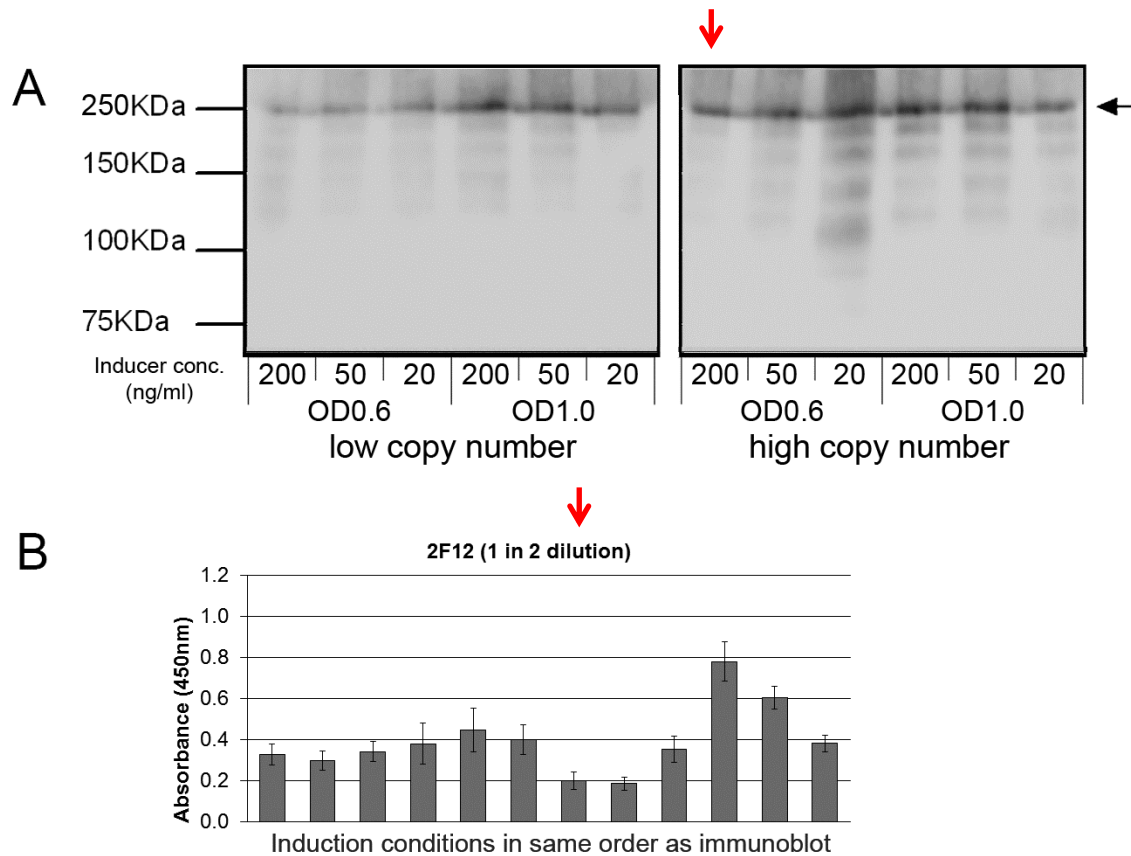 A
250KDa
150KDa
100KDa
75KDa
Inducer conc.
(ng/ml)
200 50 20 200 50 20
OD0.6 OD1.0
low copy number
200 50 20 200 50 20
OD0.6 OD1.0
high copy number
B
2F12 (1 in 2 dilution)
Absorbance (450nm)
1.2
1.0
0.8
0.6
0.4
0.2
0.0
Induction conditions in same order as immunoblot